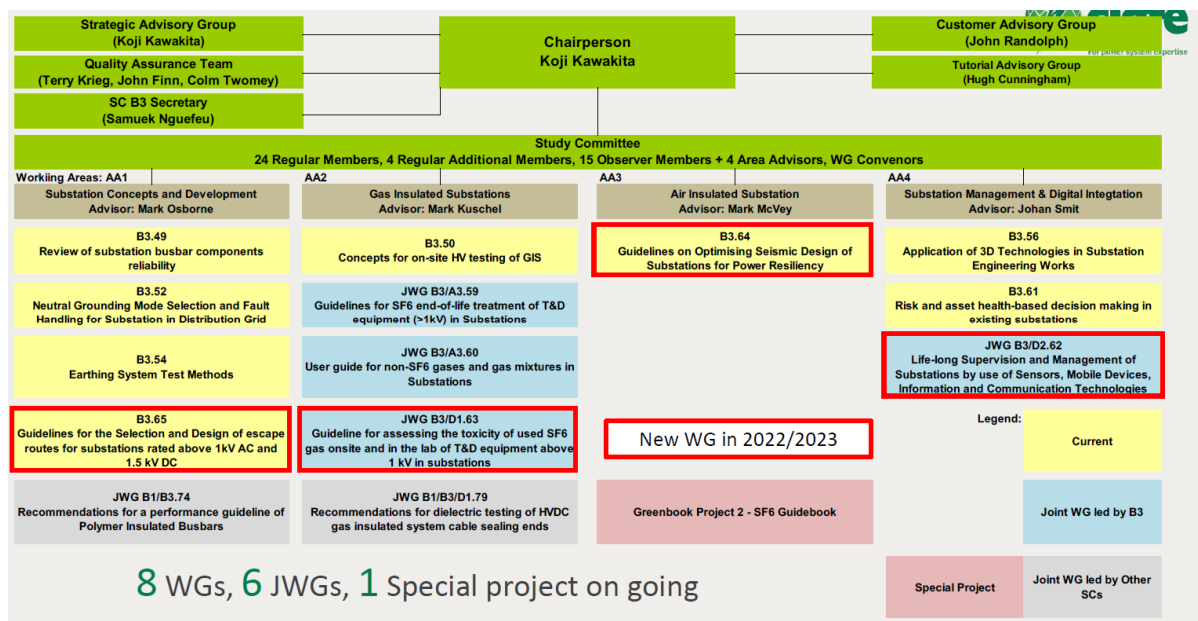 Strategic Advisory Group
(Koji Kawakita)
Quality Assurance Team
(Terry Krieg, John Finn, Colm Twomey)
SC B3 Secretary
(Samuek Nguefeu)
Chairperson
Koji Kawakita
Customer Advisory Group
(John Randolph)
For power system expertise
Tutorial Advisory Group
(Hugh Cunningham)
Study Committee
24 Regular Members, 4 Regular Additional Members, 15 Observer Members + 4 Area Advisors, WG Convenors
Workiing Areas: AA1
Substation Concepts and Development
Advisor: Mark Osborne
B3.49
Review of substation busbar components
reliability
B3.52
Neutral Grounding Mode Selection and Fault
Handling for Substation in Distribution Grid
B3.54
Earthing System Test Methods
B3.65
Guidelines for the Selection and Design of escape
routes for substations rated above 1kV AC and
1.5 kV DC
JWG B1/B3.74
Recommendations for a performance guideline of
Polymer Insulated Busbars
AA2
Gas Insulated Substations
Advisor: Mark Kuschel
B3.50
Concepts for on-site HV testing of GIS
JWG B3/A3.59
Guidelines for SF6 end-of-life treatment of T&D
equipment (>1kV) in Substations
JWG B3/A3.60
User guide for non-SF6 gases and gas mixtures in
Substations
JWG B3/D1.63
Guideline for assessing the toxicity of used SF6
gas onsite and in the lab of T&D equipment above
1 kV in substations
JWG B1/B3/D1.79
Recommendations for dielectric testing of HVDC
gas insulated system cable sealing ends
AA3
Air Insulated Substation
Advisor: Mark McVey
B3.64
Guidelines on Optimising Seismic Design of
Substations for Power Resiliency
New WG in 2022/2023
Greenbook Project 2 - SF6 Guidebook
AA4
Substation Management & Digital Integtation
Advisor: Johan Smit
B3.56
Application of 3D Technologies in Substation
Engineering Works
B3.61
Risk and asset health-based decision making in
existing substations
JWG B3/D2.62
Life-long Supervision and Management of
Substations by use of Sensors, Mobile Devices,
Information and Communication Technologies
Legend:
Current
Joint WG led by B3
Special Project
Joint WG led by Other
SCs
8 WGs, 6 JWGs, 1 Special project on going